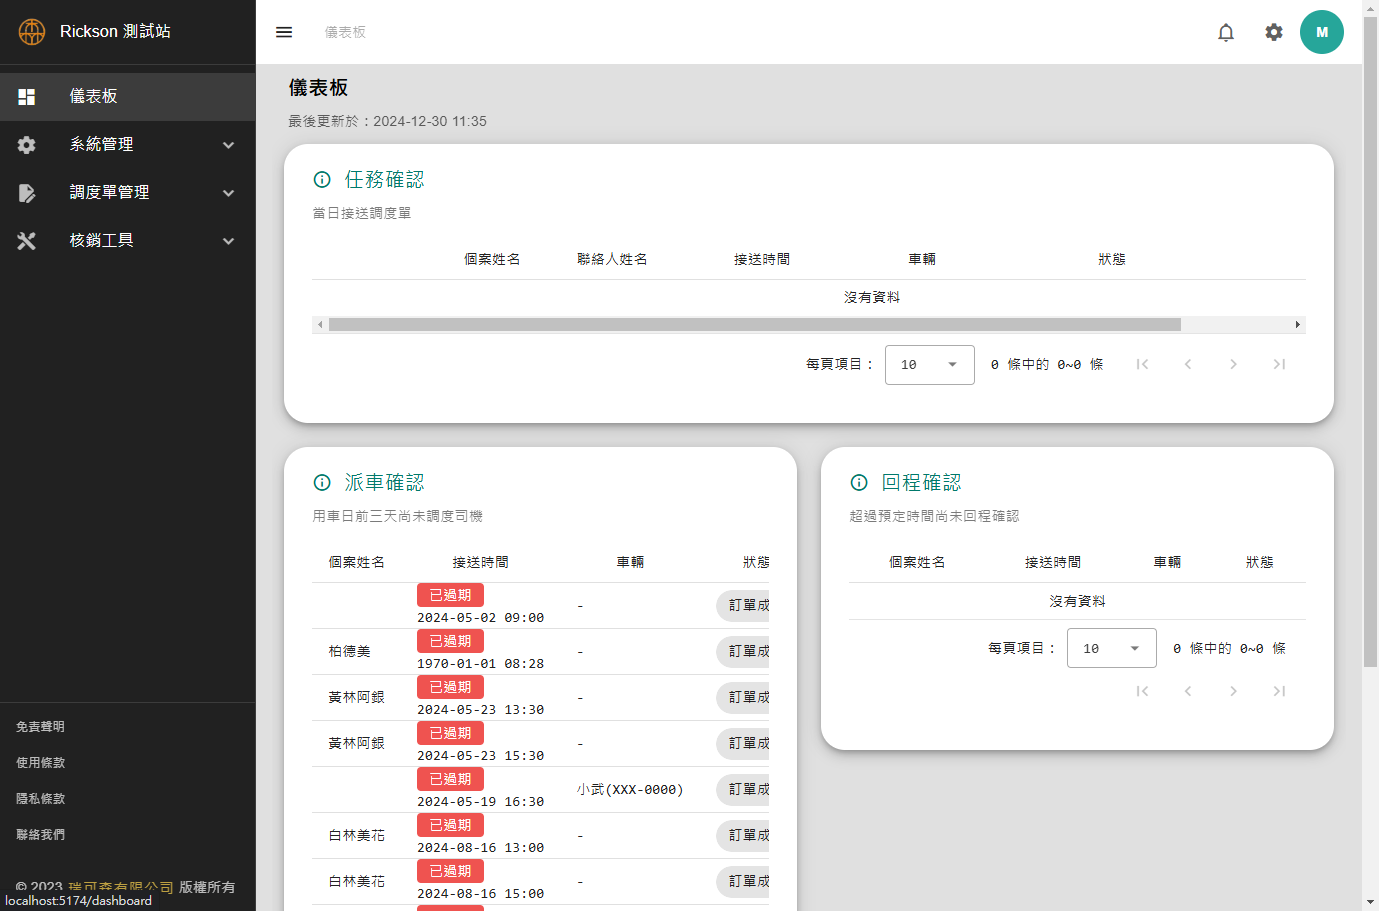 Rickson 測試站
儀表板
系統管理
調度單管理
核銷工具
免責聲明
使用條款
隱私條款
聯絡我們
© 2023 瑞可森有限公司 版權所有
localhost:5174/dashboard
儀表板
M
儀表板
最後更新於：2024-12-30 11:35
任務確認
當日接送調度單
個案姓名 聯絡人姓名 接送時間 車輛 狀態
沒有資料
每頁項目： 10 0 條中的 0~0 條
派車確認
用車日前三天尚未調度司機
個案姓名 接送時間 車輛 狀態
已過期
2024-05-02 09:00 - 訂單成
已過期
柏德美 1970-01-01 08:28 - 訂單成
已過期
黃林阿銀 2024-05-23 13:30 - 訂單成
已過期
黃林阿銀 2024-05-23 15:30 - 訂單成
已過期
2024-05-19 16:30 小武(XXX-0000) 訂單成
已過期
白林美花 2024-08-16 13:00 - 訂單成
已過期
白林美花 2024-08-16 15:00 - 訂單成
回程確認
超過預定時間尚未回程確認
個案姓名 接送時間 車輛 狀態
沒有資料
每頁項目： 10 0 條中的 0~0 條